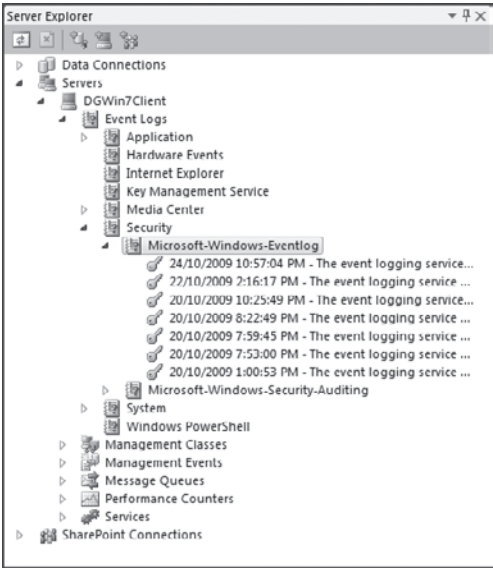 Server Explorer
Data Connections
Servers
DGWin7Client
Event Logs
Application
Hardware Events
Internet Explorer
Key Management Service
Media Center
Security
Microsoft-Windows-Eventlog
24/10/2009 10:57:04 PM - The event logging service...
22/10/2009 2:16:17 PM - The event logging service ...
20/10/2009 10:25:49 PM - The event logging service...
20/10/2009 8:22:49 PM - The event logging service ...
20/10/2009 7:59:45 PM - The event logging service ...
20/10/2009 7:53:00 PM - The event logging service ...
20/10/2009 1:00:53 PM - The event logging service ...
Microsoft-Windows-Security-Auditing
System
Windows PowerShell
Management Classes
Management Events
Message Queues
Performance Counters
Services
SharePoint Connections